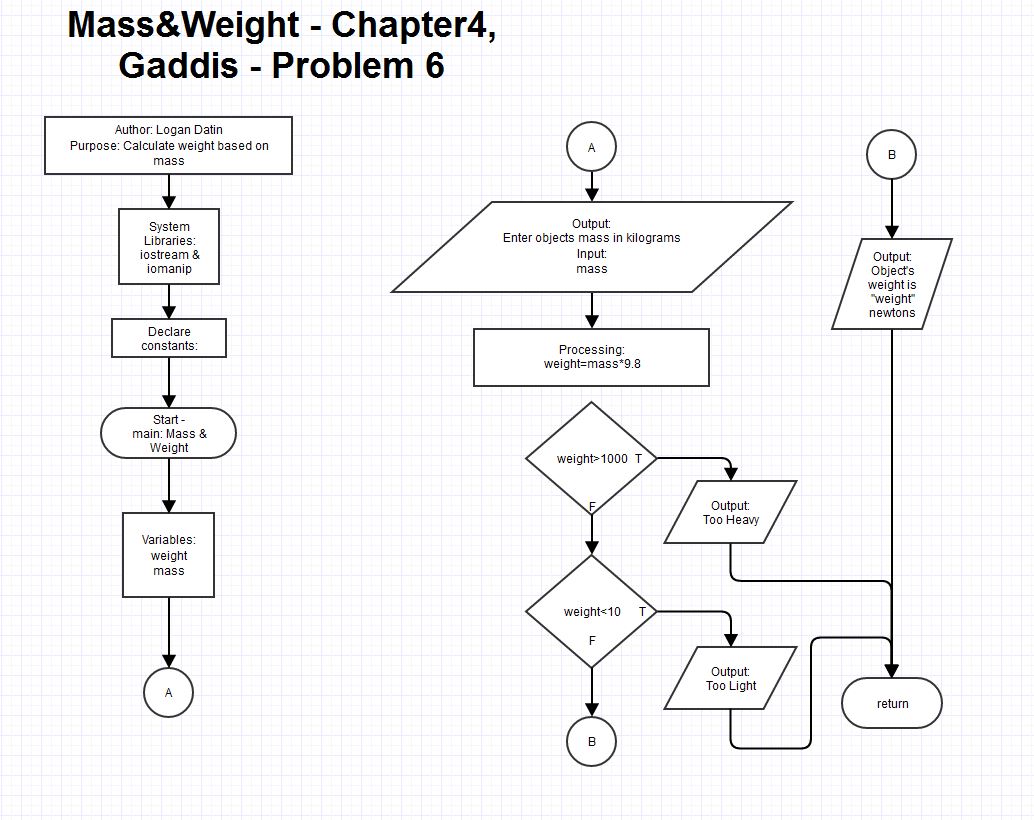 Mass&Weight - Chapter4,
Gaddis - Problem 6
Author: Logan Datin
Purpose: Calculate weight based on
mass
System
Libraries:
iostream &
iomanip
Declare
constants:
Start -
main: Mass &
Weight
Variables:
weight
mass
A
A
Output:
Enter objects mass in kilograms
Input:
mass
Processing:
weight=mass*9.8
weight>1000 T
F
Output:
Too Heavy
weight<10 T
F
Output:
Too Light
B
B
Output:
Object's
weight is
"weight"
newtons
return